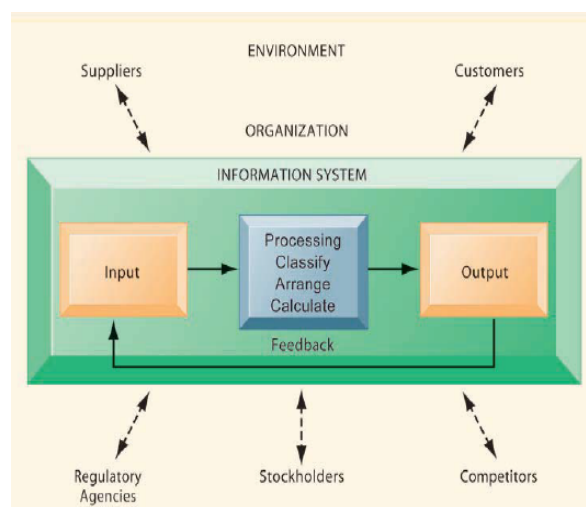 ENVIRONMENT
Suppliers
Customers
ORGANIZATION
INFORMATION SYSTEM
Input
Processing
Classify
Arrange
Calculate
Output
Feedback
Regulatory
Agencies
Stockholders
Competitors